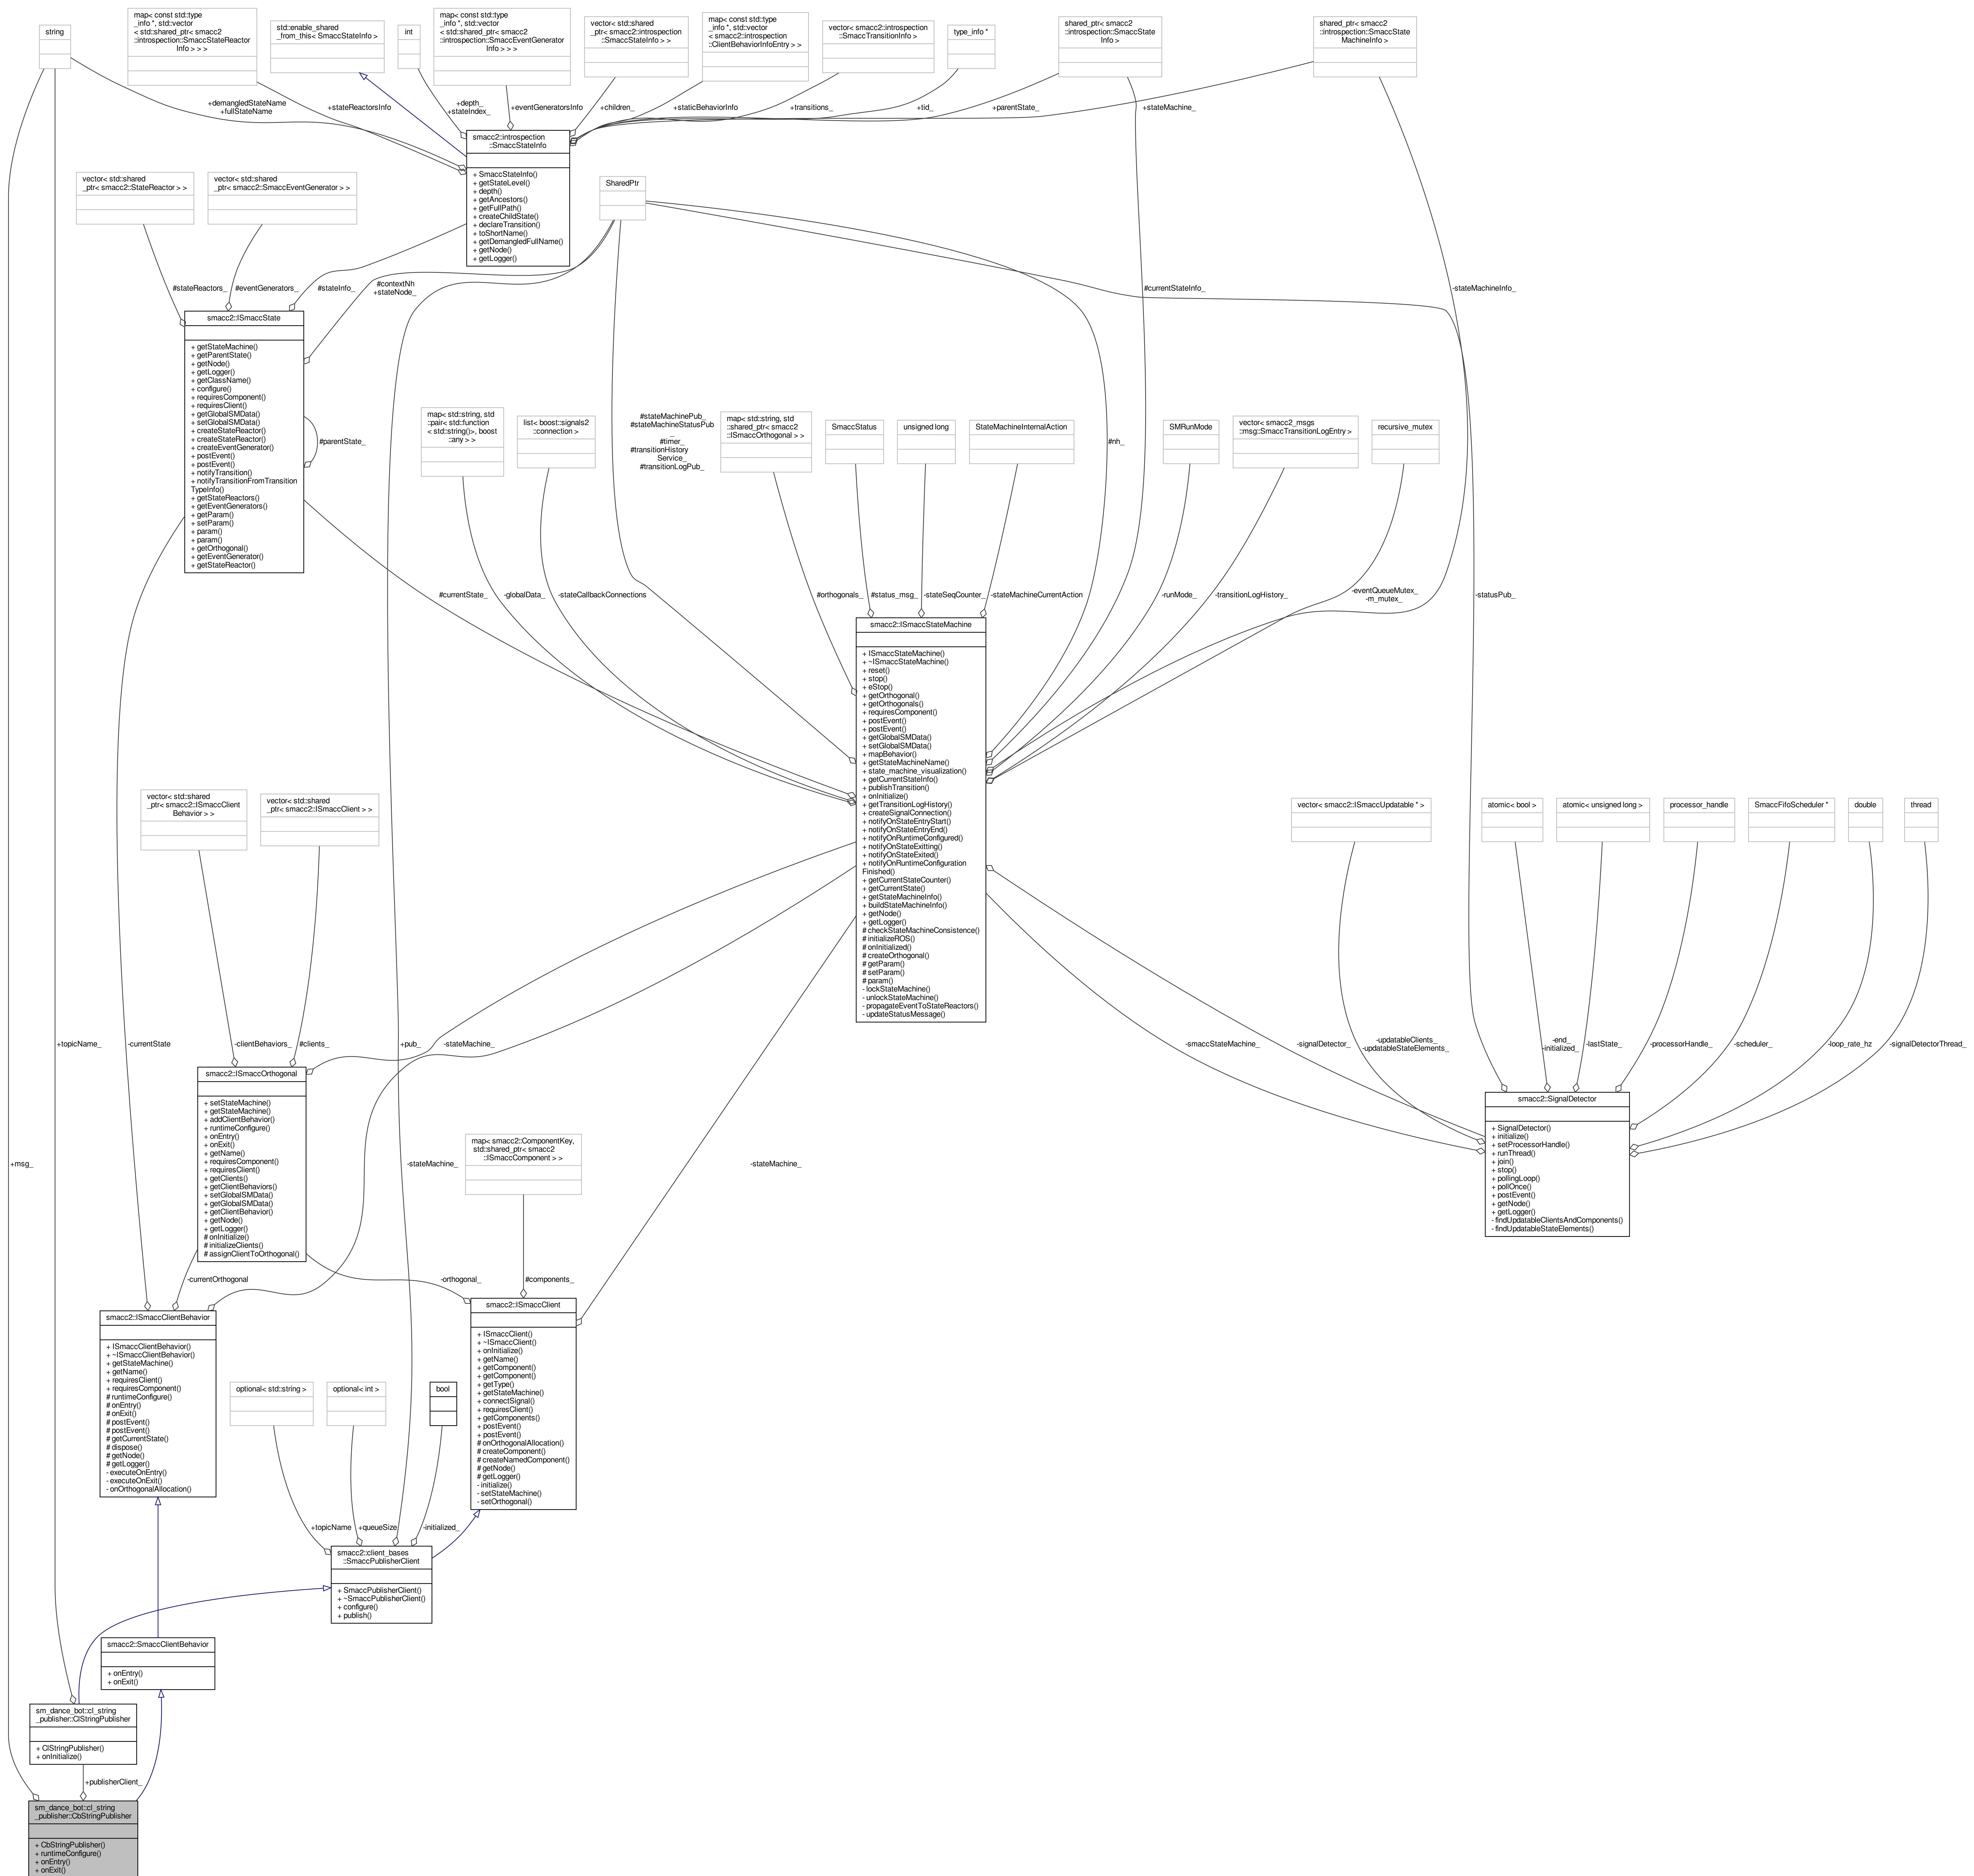 string
map< const std::type
_info *, std::vector
< std::shared_ptr< smacc2
::introspection::SmaccStateReactor
Info > > >
std::enable_shared
_from_this< SmaccStateInfo >
int
map< const std::type
_info *, std::vector
< std::shared_ptr< smacc2
::introspection::SmaccEventGenerator
Info > > >
vector< std::shared
_ptr< smacc2::introspection
::SmaccStateInfo > >
map< const std::type
_info *, std::vector
< smacc2::introspection
::ClientBehaviorInfoEntry > >
vector< smacc2::introspection
::SmaccTransitionInfo >
type_info *
shared_ptr< smacc2
::introspection::SmaccState
Info >
shared_ptr< smacc2
::introspection::SmaccState
MachineInfo >
+demangledStateName
+fullStateName
+stateReactorsInfo
+depth_
+stateIndex_
+eventGeneratorsInfo
+children_
+staticBehaviorInfo
+transitions_
+tid_
+parentState_
+stateMachine_
smacc2::introspection
::SmaccStateInfo
+ SmaccStateInfo()
+ getStateLevel()
+ depth()
+ getAncestors()
+ getFullPath()
+ createChildState()
+ declareTransition()
+ toShortName()
+ getDemangledFullName()
+ getNode()
+ getLogger()
vector< std::shared
_ptr< smacc2::StateReactor > >
vector< std::shared
_ptr< smacc2::SmaccEventGenerator > >
SharedPtr
#stateReactors_
#eventGenerators_
#stateInfo_
#contextNh
+stateNode_
#currentStateInfo_
-stateMachineInfo_
smacc2::ISmaccState
+ getStateMachine()
+ getParentState()
+ getNode()
+ getLogger()
+ getClassName()
+ configure()
+ requiresComponent()
+ requiresClient()
+ getGlobalSMData()
+ setGlobalSMData()
+ createStateReactor()
+ createStateReactor()
+ createEventGenerator()
+ postEvent()
+ postEvent()
+ notifyTransition()
+ notifyTransitionFromTransition
TypeInfo()
+ getStateReactors()
+ getEventGenerators()
+ getParam()
+ setParam()
+ param()
+ param()
+ getOrthogonal()
+ getEventGenerator()
+ getStateReactor()
#parentState_
map< std::string, std
::pair< std::function
< std::string()>, boost
::any > >
list< boost::signals2
::connection >
#stateMachinePub_
#stateMachineStatusPub
_
#timer_
#transitionHistory
Service_
#transitionLogPub_
map< std::string, std
::shared_ptr< smacc2
::ISmaccOrthogonal > >
SmaccStatus
unsigned long
StateMachineInternalAction
#nh_
SMRunMode
vector< smacc2_msgs
::msg::SmaccTransitionLogEntry >
recursive_mutex
#currentState_
-globalData_
-stateCallbackConnections
#orthogonals_
#status_msg_
-stateSeqCounter_
-stateMachineCurrentAction
-runMode_
-transitionLogHistory_
-eventQueueMutex_
-m_mutex_
-statusPub_
smacc2::ISmaccStateMachine
+ ISmaccStateMachine()
+ ~ISmaccStateMachine()
+ reset()
+ stop()
+ eStop()
+ getOrthogonal()
+ getOrthogonals()
+ requiresComponent()
+ postEvent()
+ postEvent()
+ getGlobalSMData()
+ setGlobalSMData()
+ mapBehavior()
+ getStateMachineName()
+ state_machine_visualization()
+ getCurrentStateInfo()
+ publishTransition()
+ onInitialize()
+ getTransitionLogHistory()
+ createSignalConnection()
+ notifyOnStateEntryStart()
+ notifyOnStateEntryEnd()
+ notifyOnRuntimeConfigured()
+ notifyOnStateExitting()
+ notifyOnStateExited()
+ notifyOnRuntimeConfiguration
Finished()
+ getCurrentStateCounter()
+ getCurrentState()
+ getStateMachineInfo()
+ buildStateMachineInfo()
+ getNode()
+ getLogger()
# checkStateMachineConsistence()
# initializeROS()
# onInitialized()
# createOrthogonal()
# getParam()
# setParam()
# param()
- lockStateMachine()
- unlockStateMachine()
- propagateEventToStateReactors()
- updateStatusMessage()
vector< std::shared
_ptr< smacc2::ISmaccClient
Behavior > >
vector< std::shared
_ptr< smacc2::ISmaccClient > >
vector< smacc2::ISmaccUpdatable * >
atomic< bool >
atomic< unsigned long >
processor_handle
SmaccFifoScheduler *
double
thread
+topicName_
-currentState
-clientBehaviors_
#clients_
+pub_
-stateMachine_
-smaccStateMachine_
-signalDetector_
-updatableClients_
-updatableStateElements_
-end_
-initialized_
-lastState_
-processorHandle_
-scheduler_
-loop_rate_hz
-signalDetectorThread_
smacc2::ISmaccOrthogonal
+ setStateMachine()
+ getStateMachine()
+ addClientBehavior()
+ runtimeConfigure()
+ onEntry()
+ onExit()
+ getName()
+ requiresComponent()
+ requiresClient()
+ getClients()
+ getClientBehaviors()
+ setGlobalSMData()
+ getGlobalSMData()
+ getClientBehavior()
+ getNode()
+ getLogger()
# onInitialize()
# initializeClients()
# assignClientToOrthogonal()
smacc2::SignalDetector
+ SignalDetector()
+ initialize()
+ setProcessorHandle()
+ runThread()
+ join()
+ stop()
+ pollingLoop()
+ pollOnce()
+ postEvent()
+ getNode()
+ getLogger()
- findUpdatableClientsAndComponents()
- findUpdatableStateElements()
+msg_
-stateMachine_
map< smacc2::ComponentKey,
std::shared_ptr< smacc2
::ISmaccComponent > >
-stateMachine_
-currentOrthogonal
-orthogonal_
#components_
smacc2::ISmaccClientBehavior
+ ISmaccClientBehavior()
+ ~ISmaccClientBehavior()
+ getStateMachine()
+ getName()
+ requiresClient()
+ requiresComponent()
# runtimeConfigure()
# onEntry()
# onExit()
# postEvent()
# postEvent()
# getCurrentState()
# dispose()
# getNode()
# getLogger()
- executeOnEntry()
- executeOnExit()
- onOrthogonalAllocation()
smacc2::ISmaccClient
+ ISmaccClient()
+ ~ISmaccClient()
+ onInitialize()
+ getName()
+ getComponent()
+ getComponent()
+ getType()
+ getStateMachine()
+ connectSignal()
+ requiresClient()
+ getComponents()
+ postEvent()
+ postEvent()
# onOrthogonalAllocation()
# createComponent()
# createNamedComponent()
# getNode()
# getLogger()
- initialize()
- setStateMachine()
- setOrthogonal()
optional< std::string >
optional< int >
bool
+topicName
+queueSize
-initialized_
smacc2::client_bases
::SmaccPublisherClient
+ SmaccPublisherClient()
+ ~SmaccPublisherClient()
+ configure()
+ publish()
smacc2::SmaccClientBehavior
+ onEntry()
+ onExit()
sm_dance_bot::cl_string
_publisher::ClStringPublisher
+ ClStringPublisher()
+ onInitialize()
+publisherClient_
sm_dance_bot::cl_string
_publisher::CbStringPublisher
+ CbStringPublisher()
+ runtimeConfigure()
+ onEntry()
+ onExit()